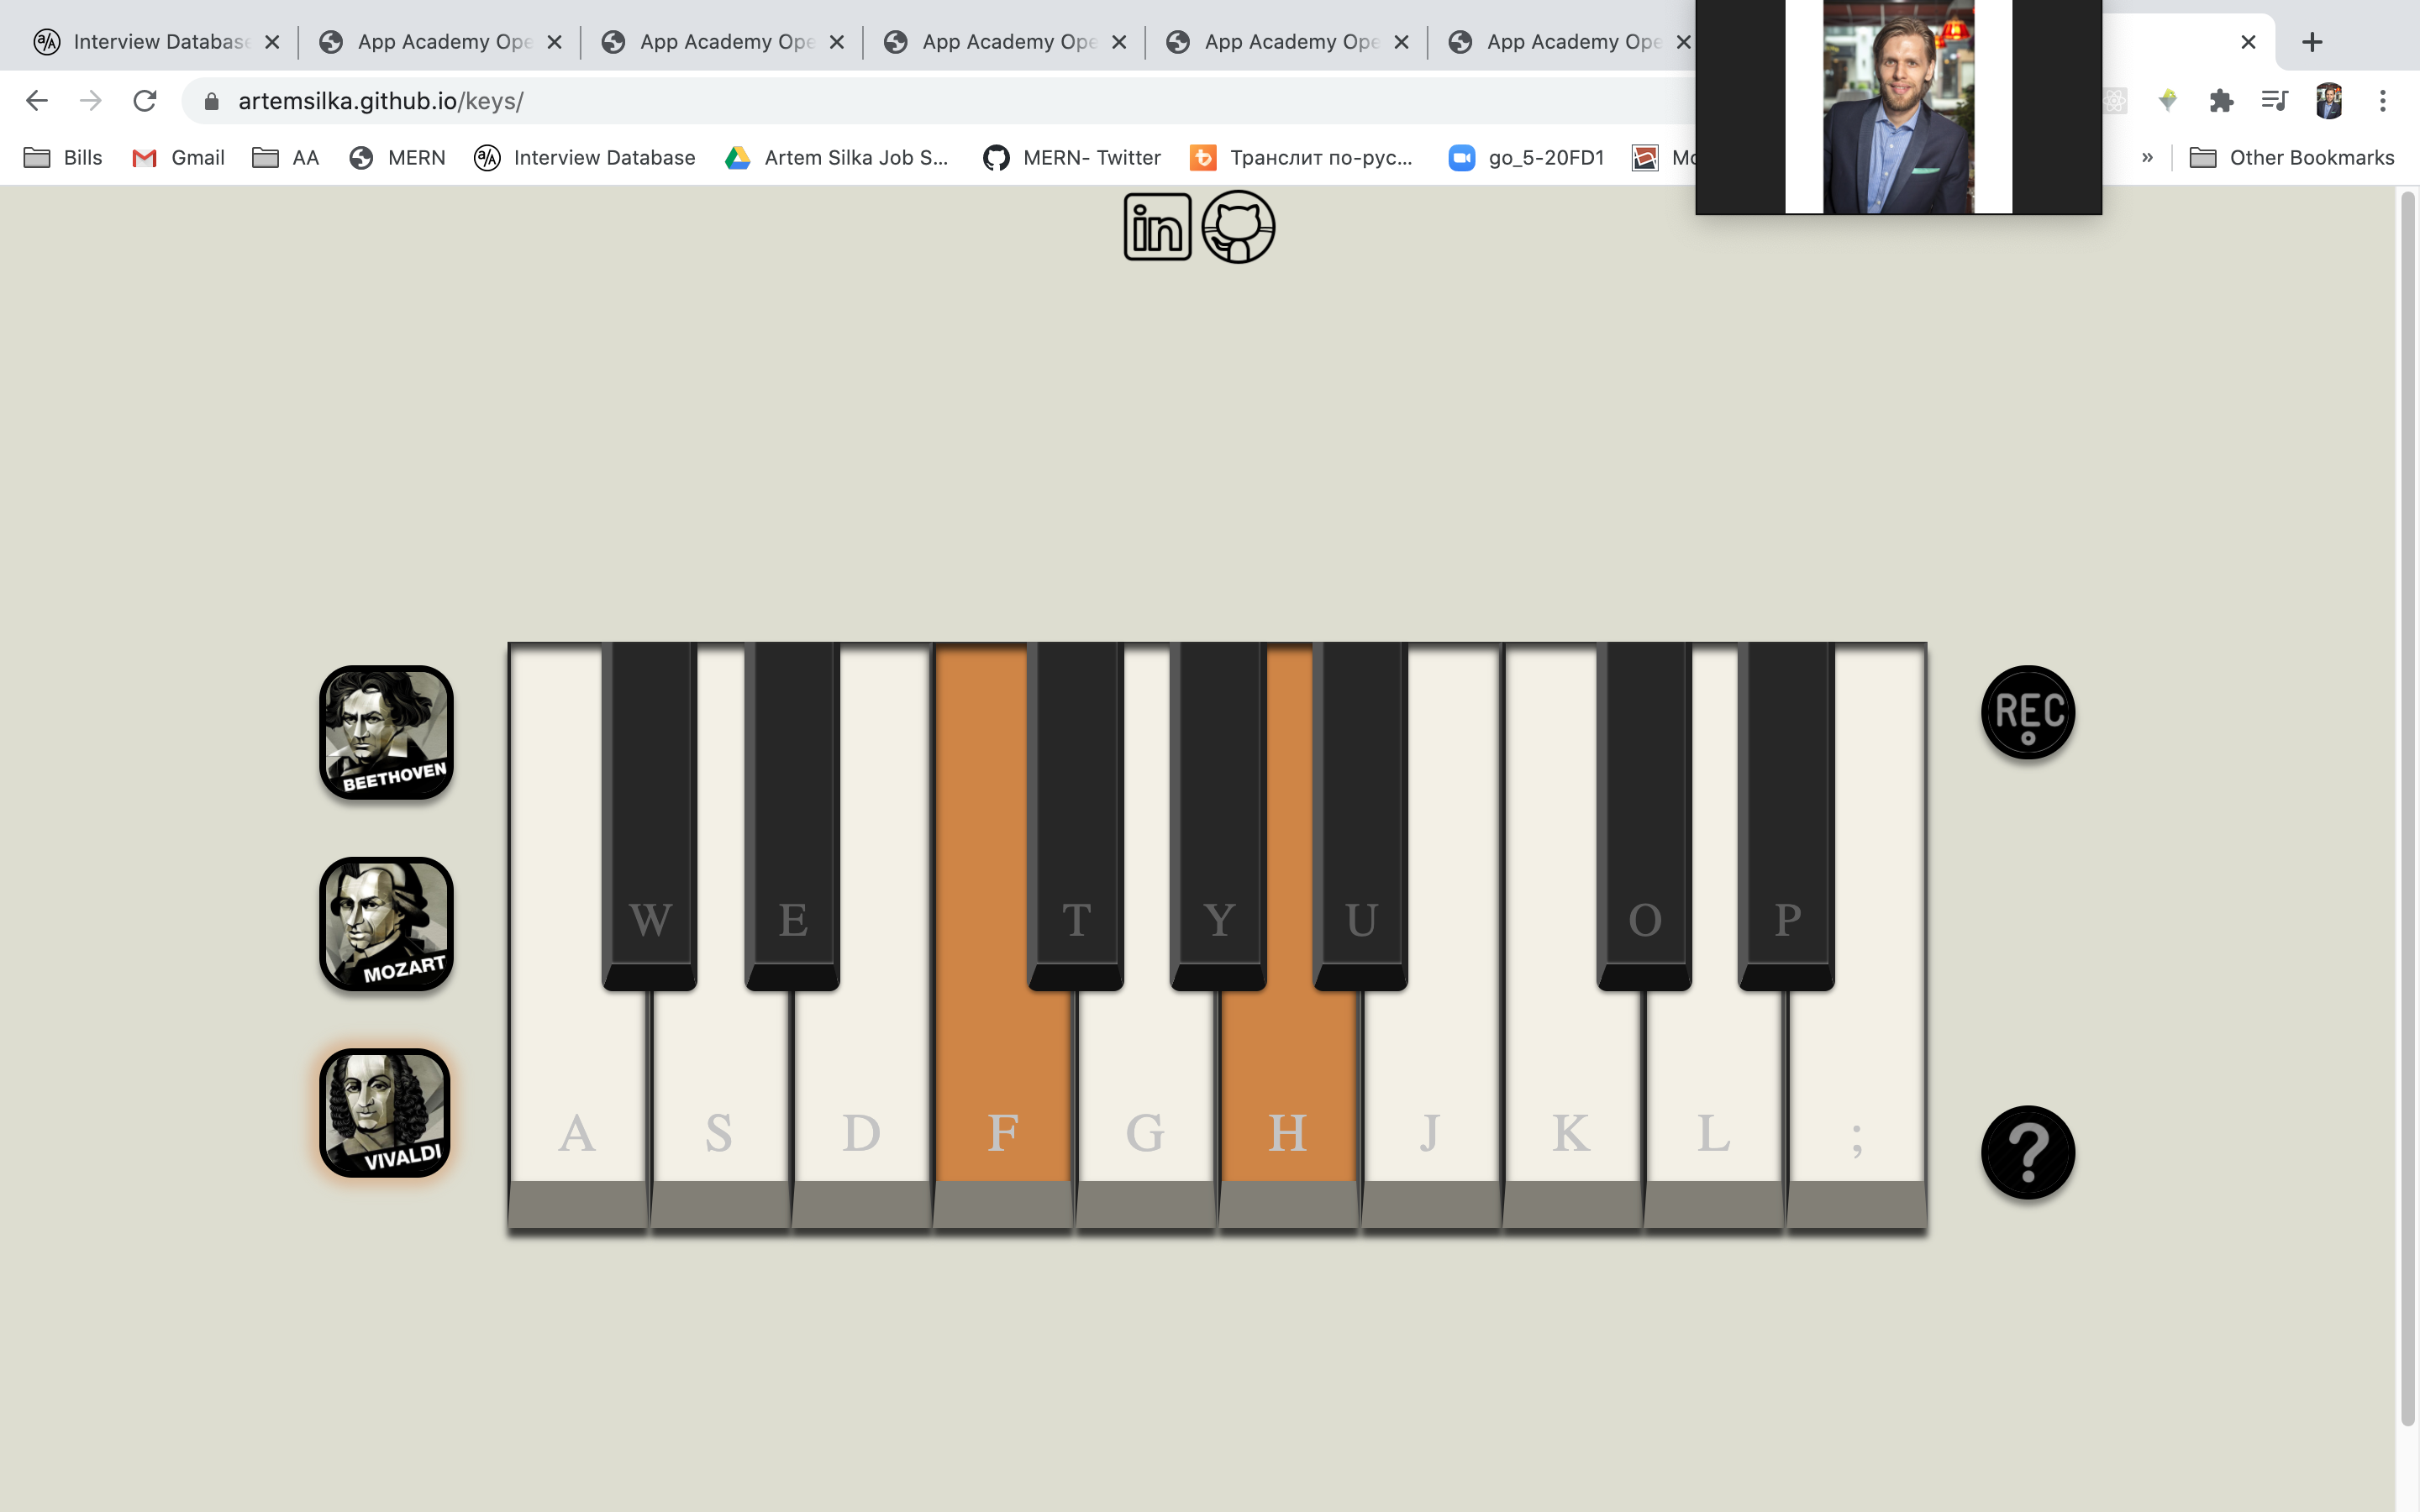 Interview Database
App Academy Ope
App Academy Ope
App Academy Ope
App Academy Ope
App Academy Ope
artemsilka.github.io/keys/
Bills
Gmail
AA
MERN
Interview Database
Artem Silka Job S...
MERN- Twitter
Транслит по-рус...
go_5-20FD1
Mo
»
Other Bookmarks
in
BEETHOVEN
REC
W E T Y U O P
MOZART
VIVALDI
A S D F G H J K L ;
?